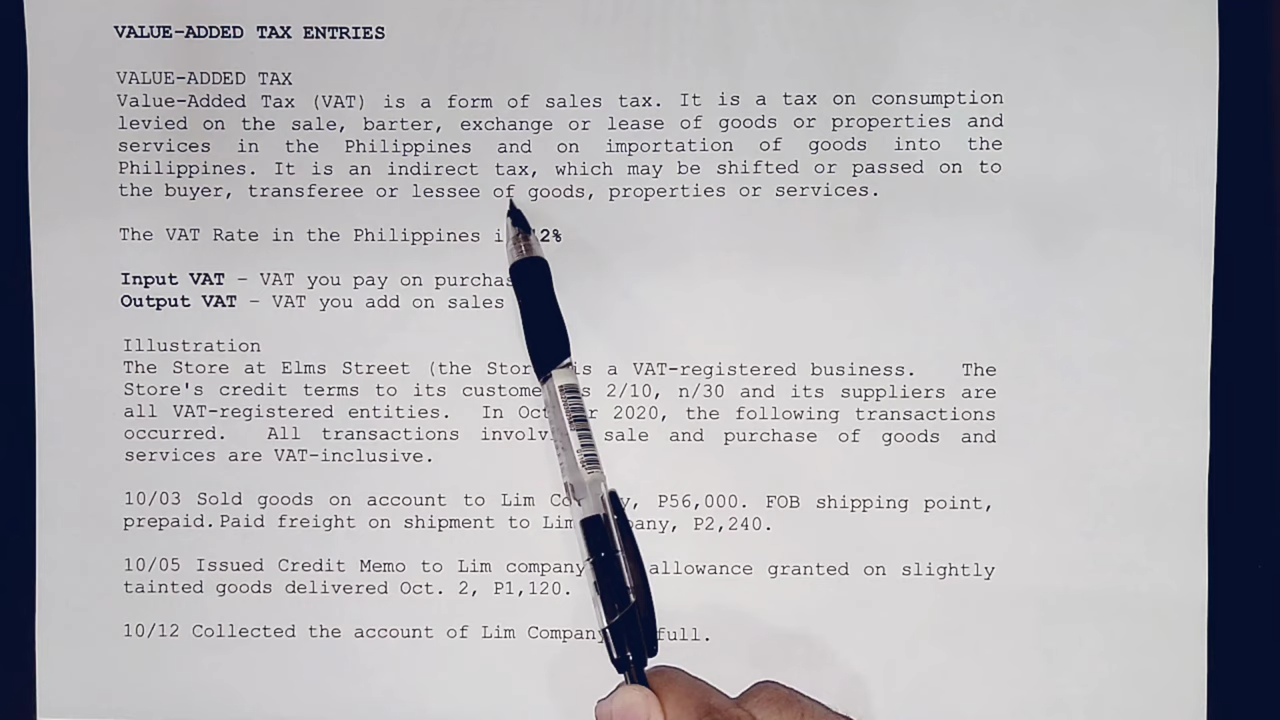 VALUE-ADDED TAX ENTRIES
VALUE-ADDED TAX
Value-Added Tax (VAT) is a form of sales tax. It is a tax on consumption
levied on the sale, barter, exchange or lease of goods or properties and
services in the Philippines and on importation of goods into the
Philippines. It is an indirect tax, which may be shifted or passed on to
the buyer, transferee or lessee of goods, properties or services.
The VAT Rate in the Philippines 2%
Input VAT - VAT you pay on
Output VAT - VAT you add on sales
Illustration
The Store at Elms Street (the is a VAT-registered business. The
Store's credit terms to its 2/10, n/30 and its suppliers are
all VAT-registered entities. In 2020, the following transactions
occurred. All transactions sale and purchase of goods and
services are VAT-inclusive.
10/03 Sold goods on account to Lim P56,000. FOB shipping point,
prepaid. Paid freight on shipment to Lim P2,240.
10/05 Issued Credit Memo to Lim company allowance granted on slightly
tainted goods delivered Oct. 2, P1,120.
10/12 Collected the account of Lim Company full.